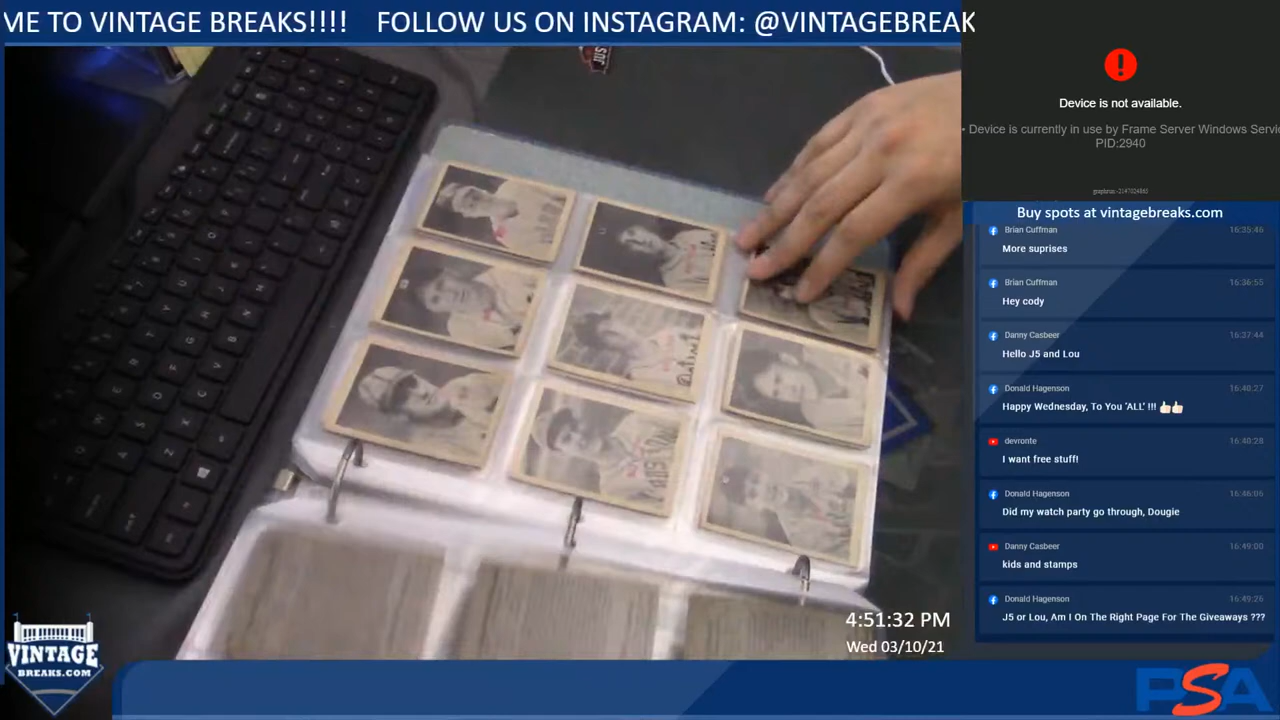 ME TO VINTAGE BREAKS!!!! FOLLOW US ON INSTAGRAM: @VINTAGEBREAK
JUS
Device is not available.
• Device is currently in use by Frame Server Windows Servi
PID:2940
Buy spots at vintagebreaks.com
Brian Cuffman 16:35:46
More suprises
Brian Cuffman 16:36:55
Hey cody
Danny Casbeer 16:37:44
Hello J5 and Lou
Donald Hagenson 16:40:27
Happy Wednesday, To You 'ALL' !!! 👍🏻👍🏻
devronte 16:40:28
I want free stuff!
Donald Hagenson 16:46:06
Did my watch party go through, Dougie
Danny Casbeer 16:49:00
kids and stamps
Donald Hagenson 16:49:26
J5 or Lou, Am I On The Right Page For The Giveaways ???
4:51:32 PM
Wed 03/10/21
VINTAGE
BREAKS.COM
PSA